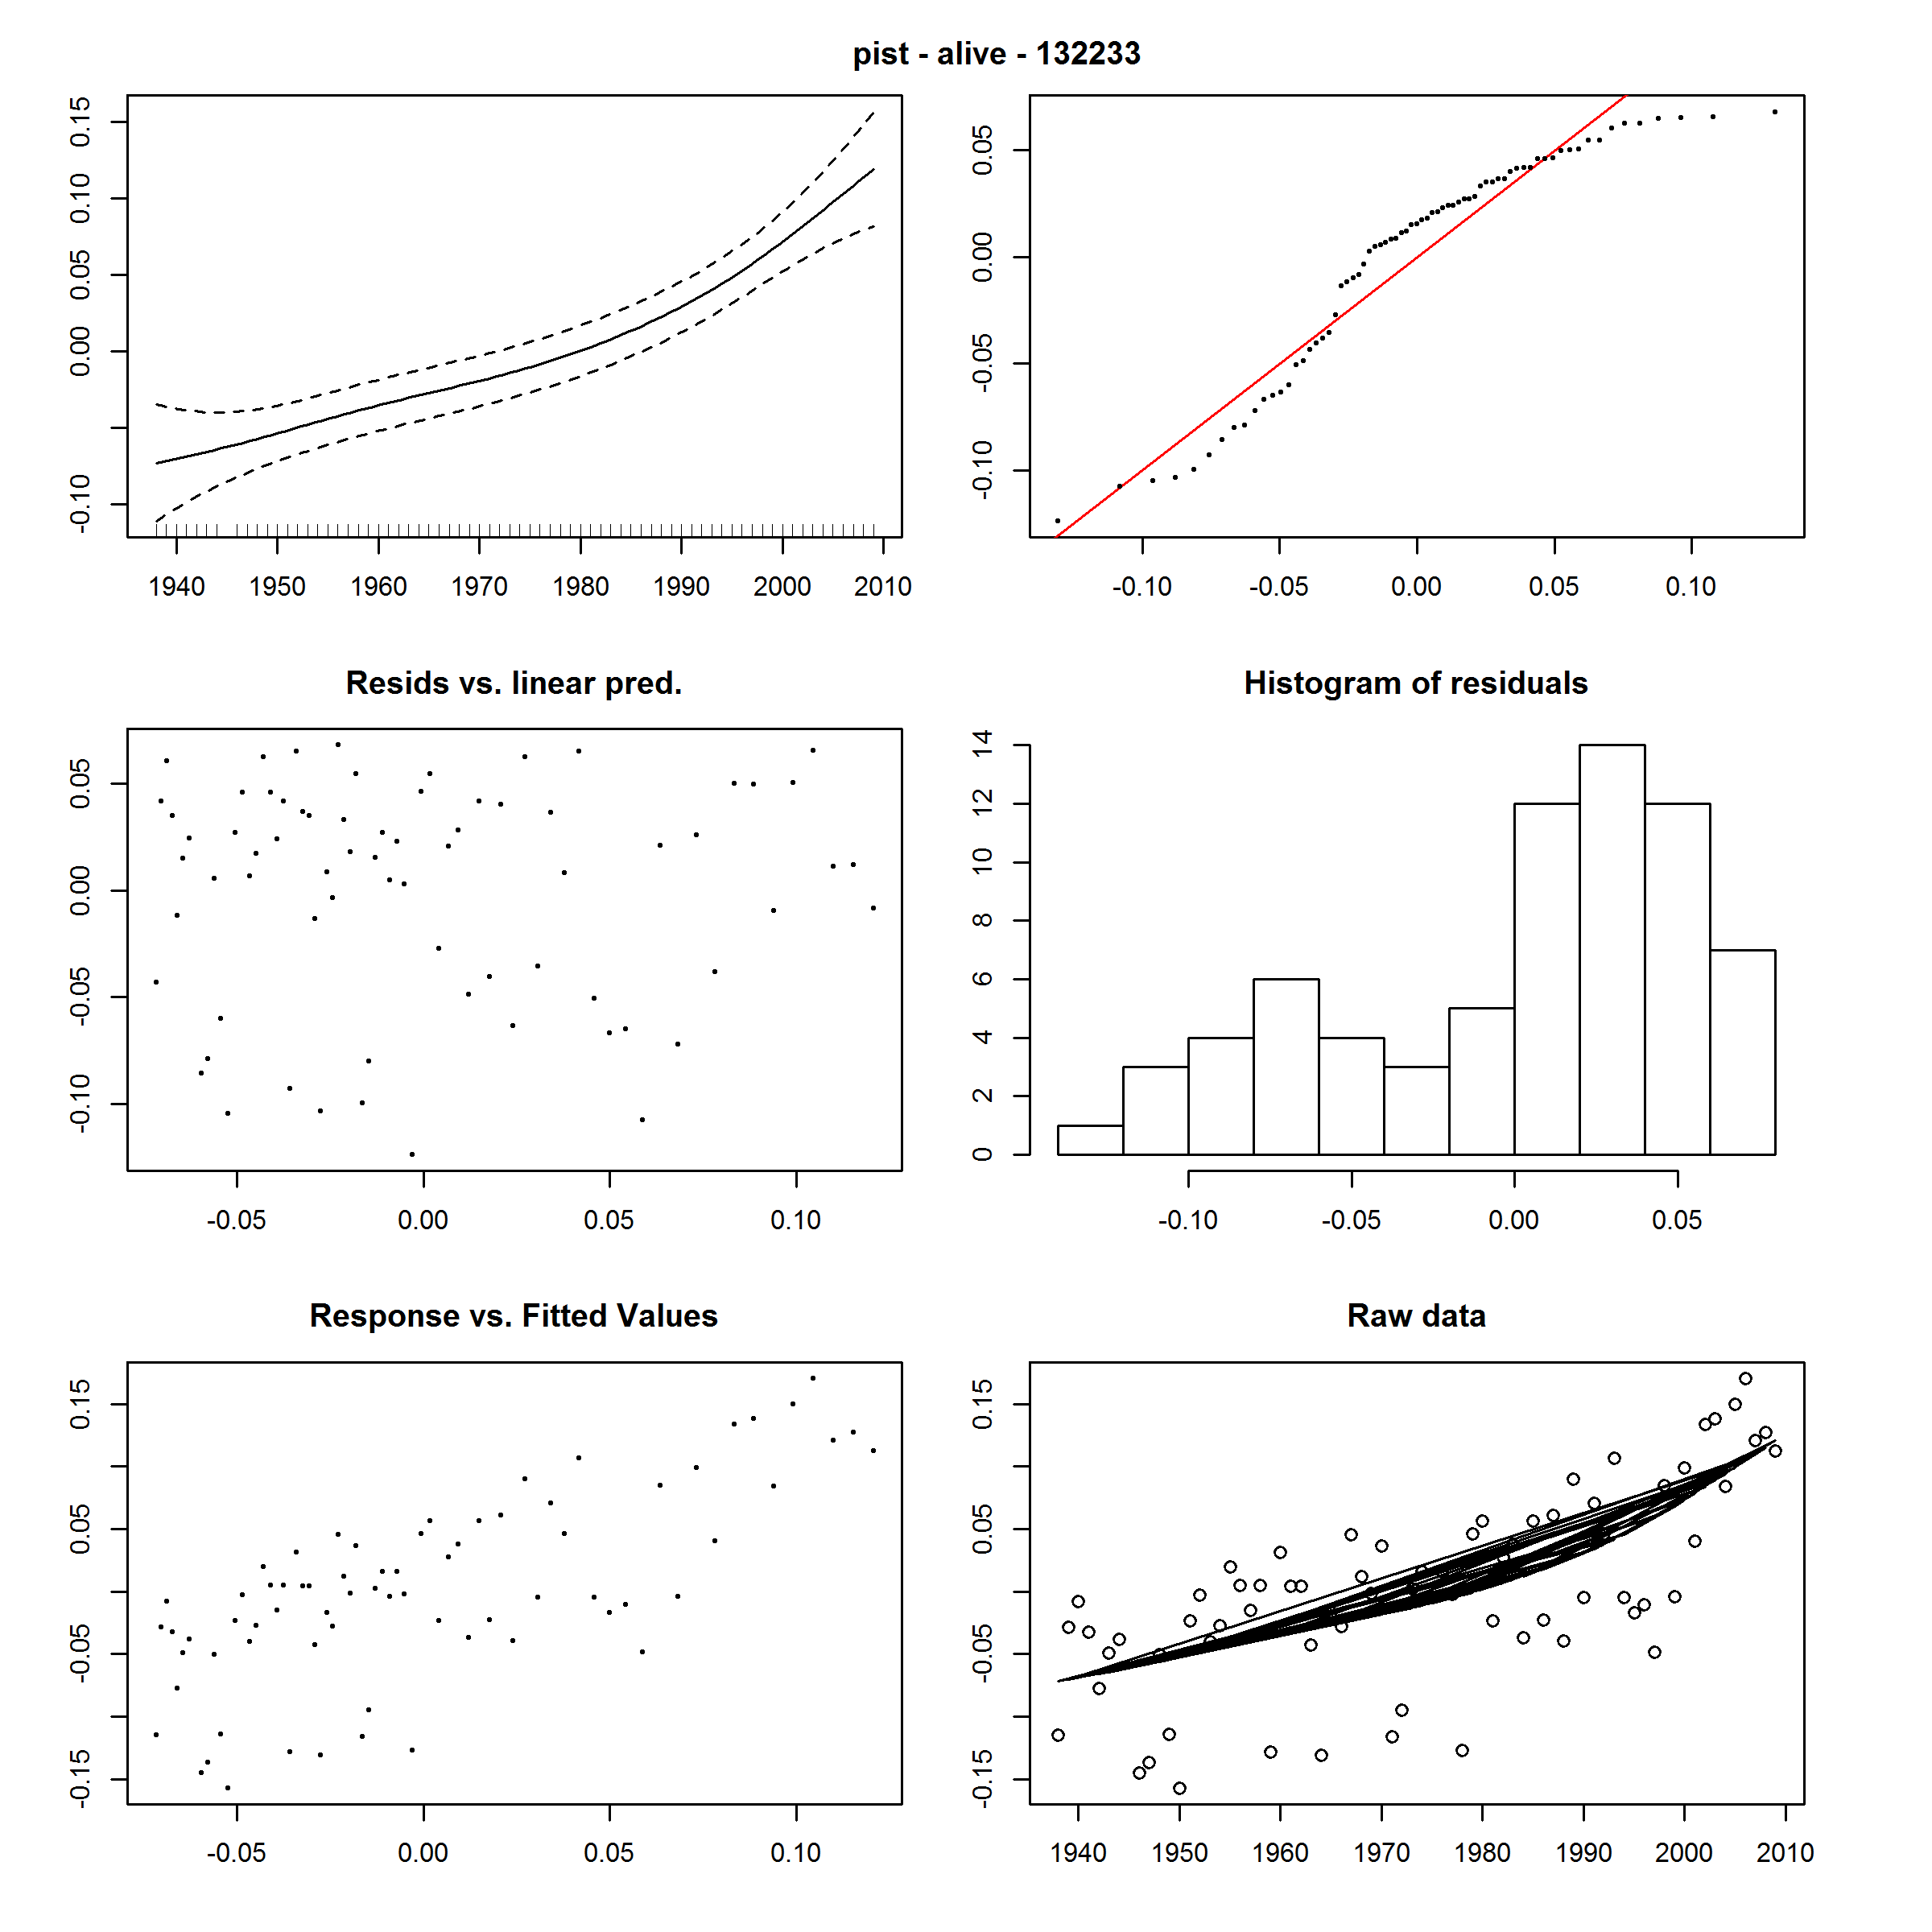 pist - alive - 132233
0.15
0.10
0.05
0.00
-0.10
1940 1950 1960 1970 1980 1990 2000 2010
0.05
0.00
-0.05
-0.10
-0.10 -0.05 0.00 0.05 0.10
Resids vs. linear pred.
0.05
0.00
-0.05
-0.10
-0.05 0.00 0.05 0.10
Histogram of residuals
14
12
10
8
6
4
2
0
-0.10 -0.05 0.00 0.05
Response vs. Fitted Values
0.15
0.05
-0.05
-0.15
-0.05 0.00 0.05 0.10
Raw data
0.15
0.05
-0.05
-0.15
1940 1950 1960 1970 1980 1990 2000 2010